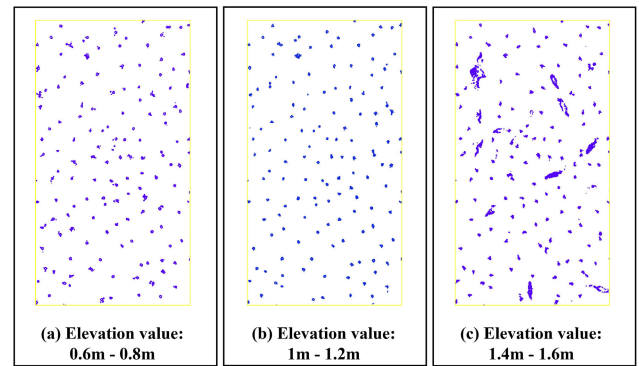 (a) Elevation value:
0.6m - 0.8m
(b) Elevation value:
1m - 1.2m
(c) Elevation value:
1.4m - 1.6m